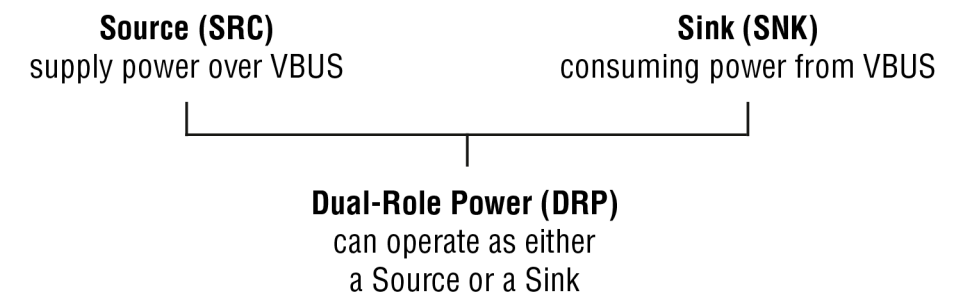 Source (SRC)
supply power over VBUS
Sink (SNK)
consuming power from VBUS
Dual-Role Power (DRP)
can operate as either
a Source or a Sink